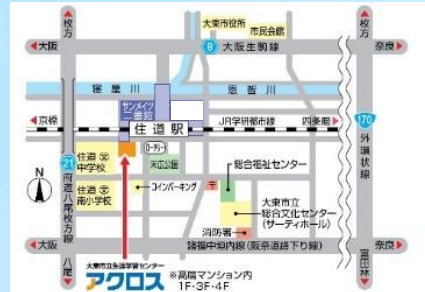 枚方
枚方
大東市役所
市民会館
大阪
8
大阪生駒線
奈良
寝屋川
恩智川
サンメイツ
二番館
京橋
住道駅
JR学研都市線
四条畷
170
外環状線
住道
中学校
ロータリー
末広公園
総合福祉センター
N
21
府道八尾枚方線
住道
南小学校
コインパーキング
〒
大東市立
総合文化センター
(サーティホール)
消防署
大阪
諸福中垣内線(阪奈道路下り線)
奈良
八尾
富田林
大東市立生涯学習センター
アクロス
※高層マンション内
1F・3F・4F